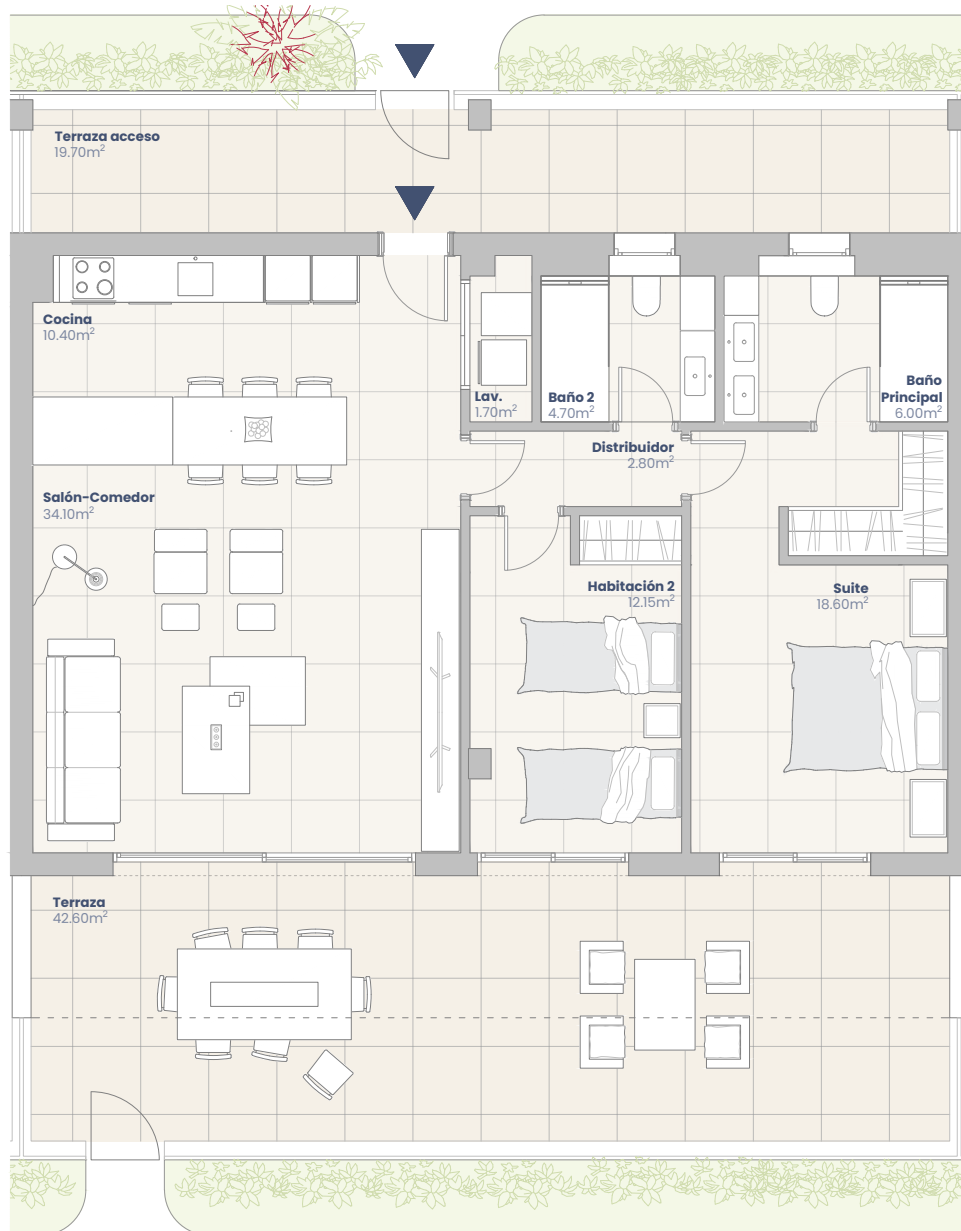 Terraza acceso
19.70m²
Cocina
10.40m²
Lav.
1.70m²
Baño 2
4.70m²
Baño
Principal
6.00m²
Distribuidor
2.80m²
Salón-Comedor
34.10m²
Habitación 2
12.15m²
Suite
18.60m²
Terraza
42.60m²